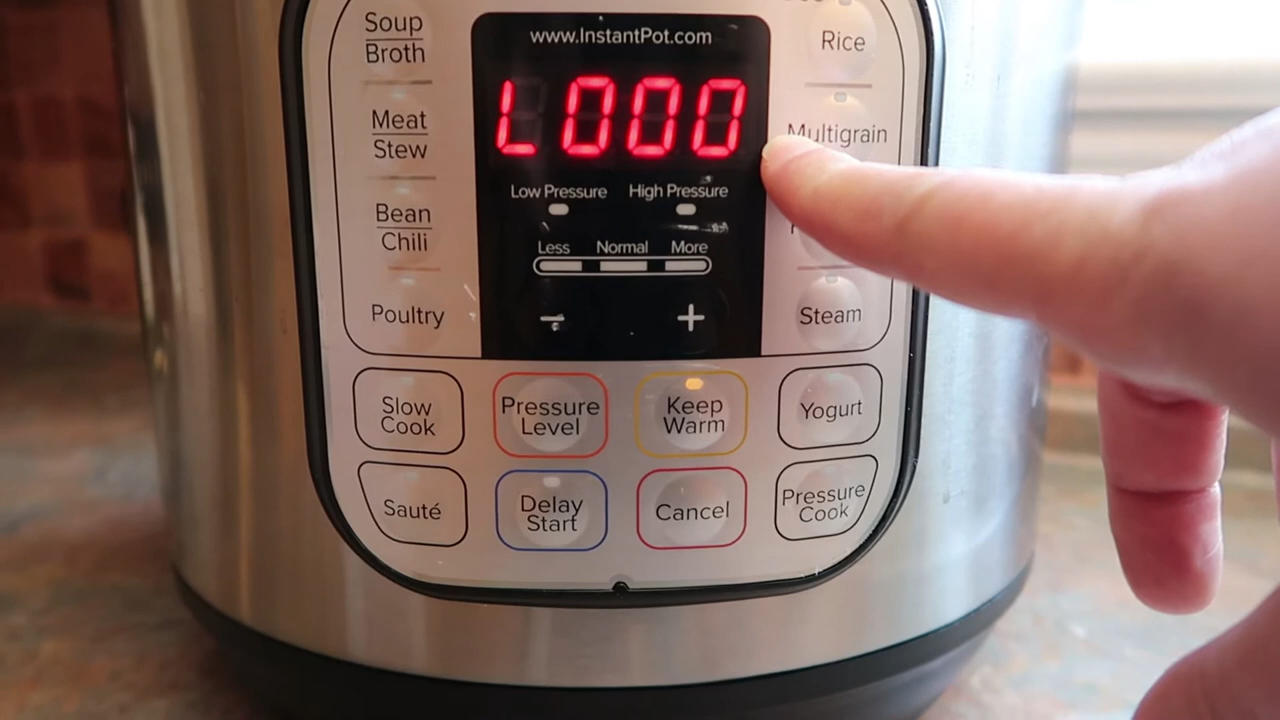 www.InstantPot.com
L000
Low Pressure High Pressure
Less Normal More
- +
Soup
Broth
Meat
Stew
Bean
Chili
Poultry
Rice
Multigrain
Steam
Slow
Cook
Pressure
Level
Keep
Warm
Yogurt
Sauté
Delay
Start
Cancel
Pressure
Cook